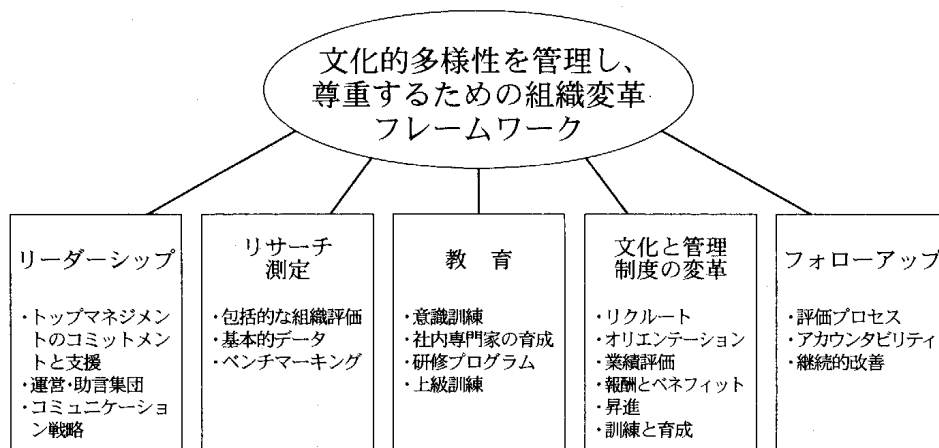 文化的多様性を管理し、
尊重するための組織変革
フレームワーク
リーダーシップ
・トップマネジメン
トのコミットメン
トと支援
・運営・助言集団
・コミュニケーショ
ン戦略
リサーチ
測定
・包括的な組織評価
・基本的データ
・ベンチマーキング
教 育
・意識訓練
・社内専門家の育成
・研修プログラム
・上級訓練
文化と管理
制度の変革
・リクルート
・オリエンテーション
・業績評価
・報酬とベネフィット
・昇進
・訓練と育成
フォローアップ
・評価プロセス
・アカウンタビリティ
・継続的改善